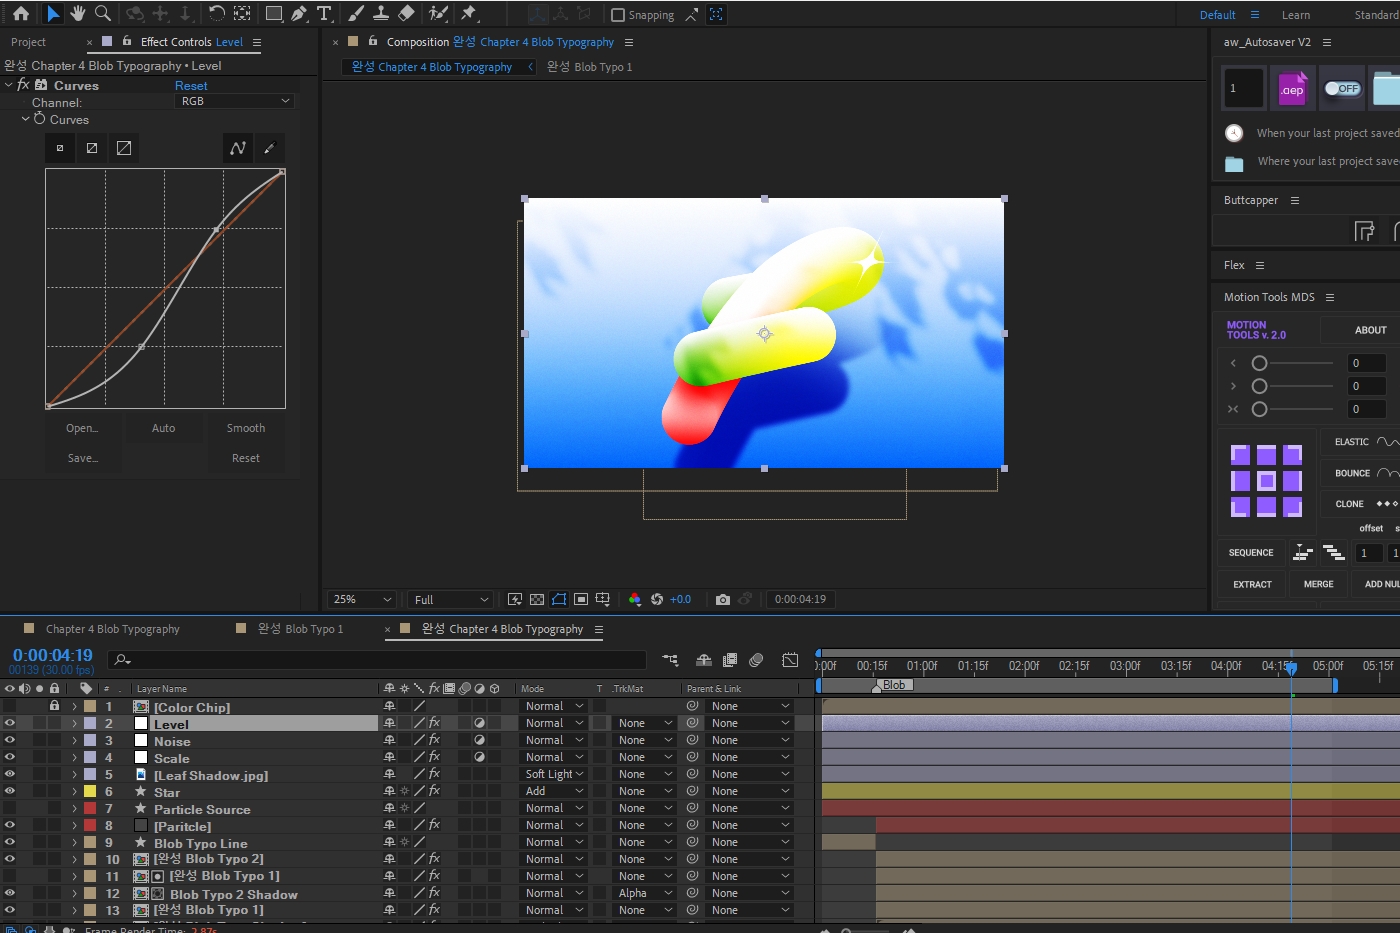 Snapping
Default
Learn
Standard
Project
Effect Controls Level
완성 Chapter 4 Blob Typography • Level
fx Curves
Reset
Channel:
RGB
Curves
Open...
Auto
Smooth
Save...
Reset
Composition 완성 Chapter 4 Blob Typography
완성 Chapter 4 Blob Typography
완성 Blob Typo 1
25%
Full
+0.0
0:00:04:19
aw_Autosaver V2
1
.aep
OFF
When your last project saved
Where your last project save
Buttcapper
Flex
Motion Tools MDS
MOTION
TOOLS v. 2.0
ABOUT
0
0
0
ELASTIC
BOUNCE
CLONE
offset
s
SEQUENCE
1
1
EXTRACT
MERGE
ADD NUL
Chapter 4 Blob Typography
완성 Blob Typo 1
완성 Chapter 4 Blob Typography
0:00:04:19
00139 (30.00 fps)
:00f 00:15f 01:00f 01:15f 02:00f 02:15f 03:00f 03:15f 04:00f 04:15f 05:00f 05:15f
Blob
# . Layer Name fx Mode T .TrkMat Parent & Link
1 [Color Chip] Normal None
2 Level fx Normal None None
3 Noise fx Normal None None
4 Scale fx Normal None None
5 [Leaf Shadow.jpg] fx Soft Light None None
6 Star fx Add None None
7 Particle Source Normal None None
8 [Paritcle] fx Normal None None
9 Blob Typo Line Normal None None
10 [완성 Blob Typo 2] fx Normal None None
11 [완성 Blob Typo 1] Normal None None
12 Blob Typo 2 Shadow fx Normal Alpha None
13 [완성 Blob Typo 1] fx Normal None None
Frame Render Time: 2.87s